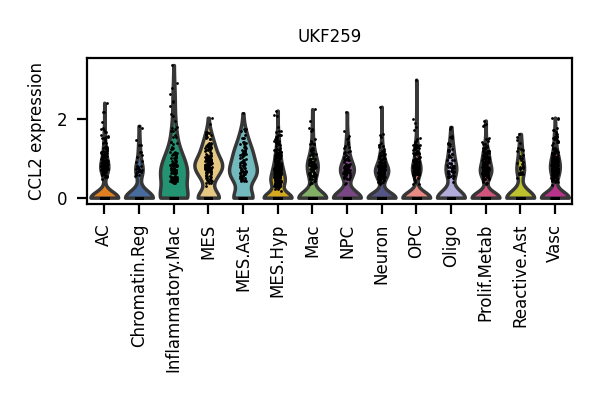 UKF259
CCL2 expression
2
0
AC
Chromatin.Reg
Inflammatory.Mac
MES
MES.Ast
MES.Hyp
Mac
NPC
Neuron
OPC
Oligo
Prolif.Metab
Reactive.Ast
Vasc